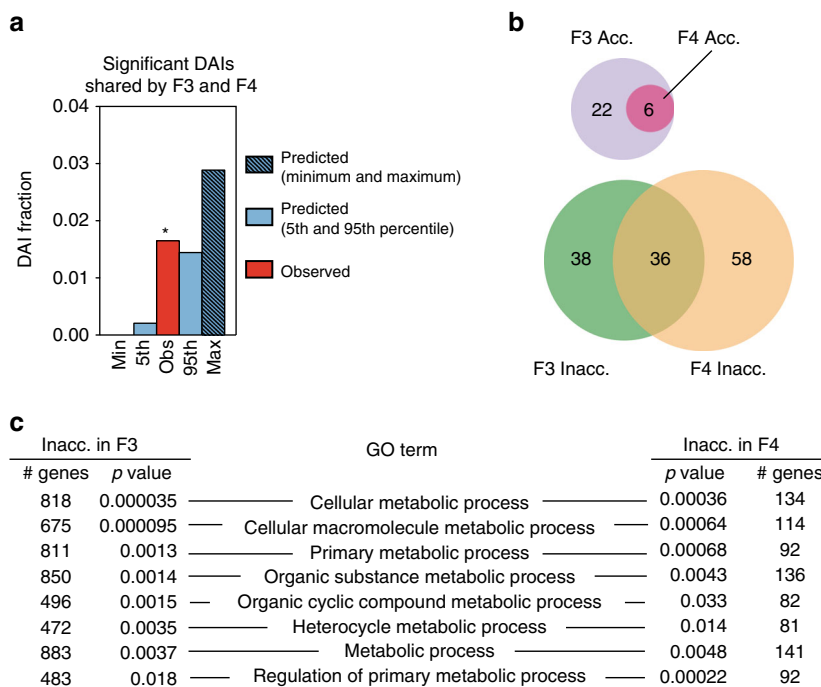 a
Significant DAIs
shared by F3 and F4
0.04
0.03
0.02
0.01
0.00
DAI fraction
*
Min
5th
Obs
95th
Max
Predicted
(minimum and maximum)
Predicted
(5th and 95th percentile)
Observed
b
F3 Acc.
F4 Acc.
22
6
38
36
58
F3 Inacc.
F4 Inacc.
c
Inacc. in F3
GO term
Inacc. in F4
# genes p value
p value # genes
818 0.000035 Cellular metabolic process 0.00036 134
675 0.000095 Cellular macromolecule metabolic process 0.00064 114
811 0.0013 Primary metabolic process 0.00068 92
850 0.0014 Organic substance metabolic process 0.0043 136
496 0.0015 Organic cyclic compound metabolic process 0.033 82
472 0.0035 Heterocycle metabolic process 0.014 81
883 0.0037 Metabolic process 0.0048 141
483 0.018 Regulation of primary metabolic process 0.00022 92